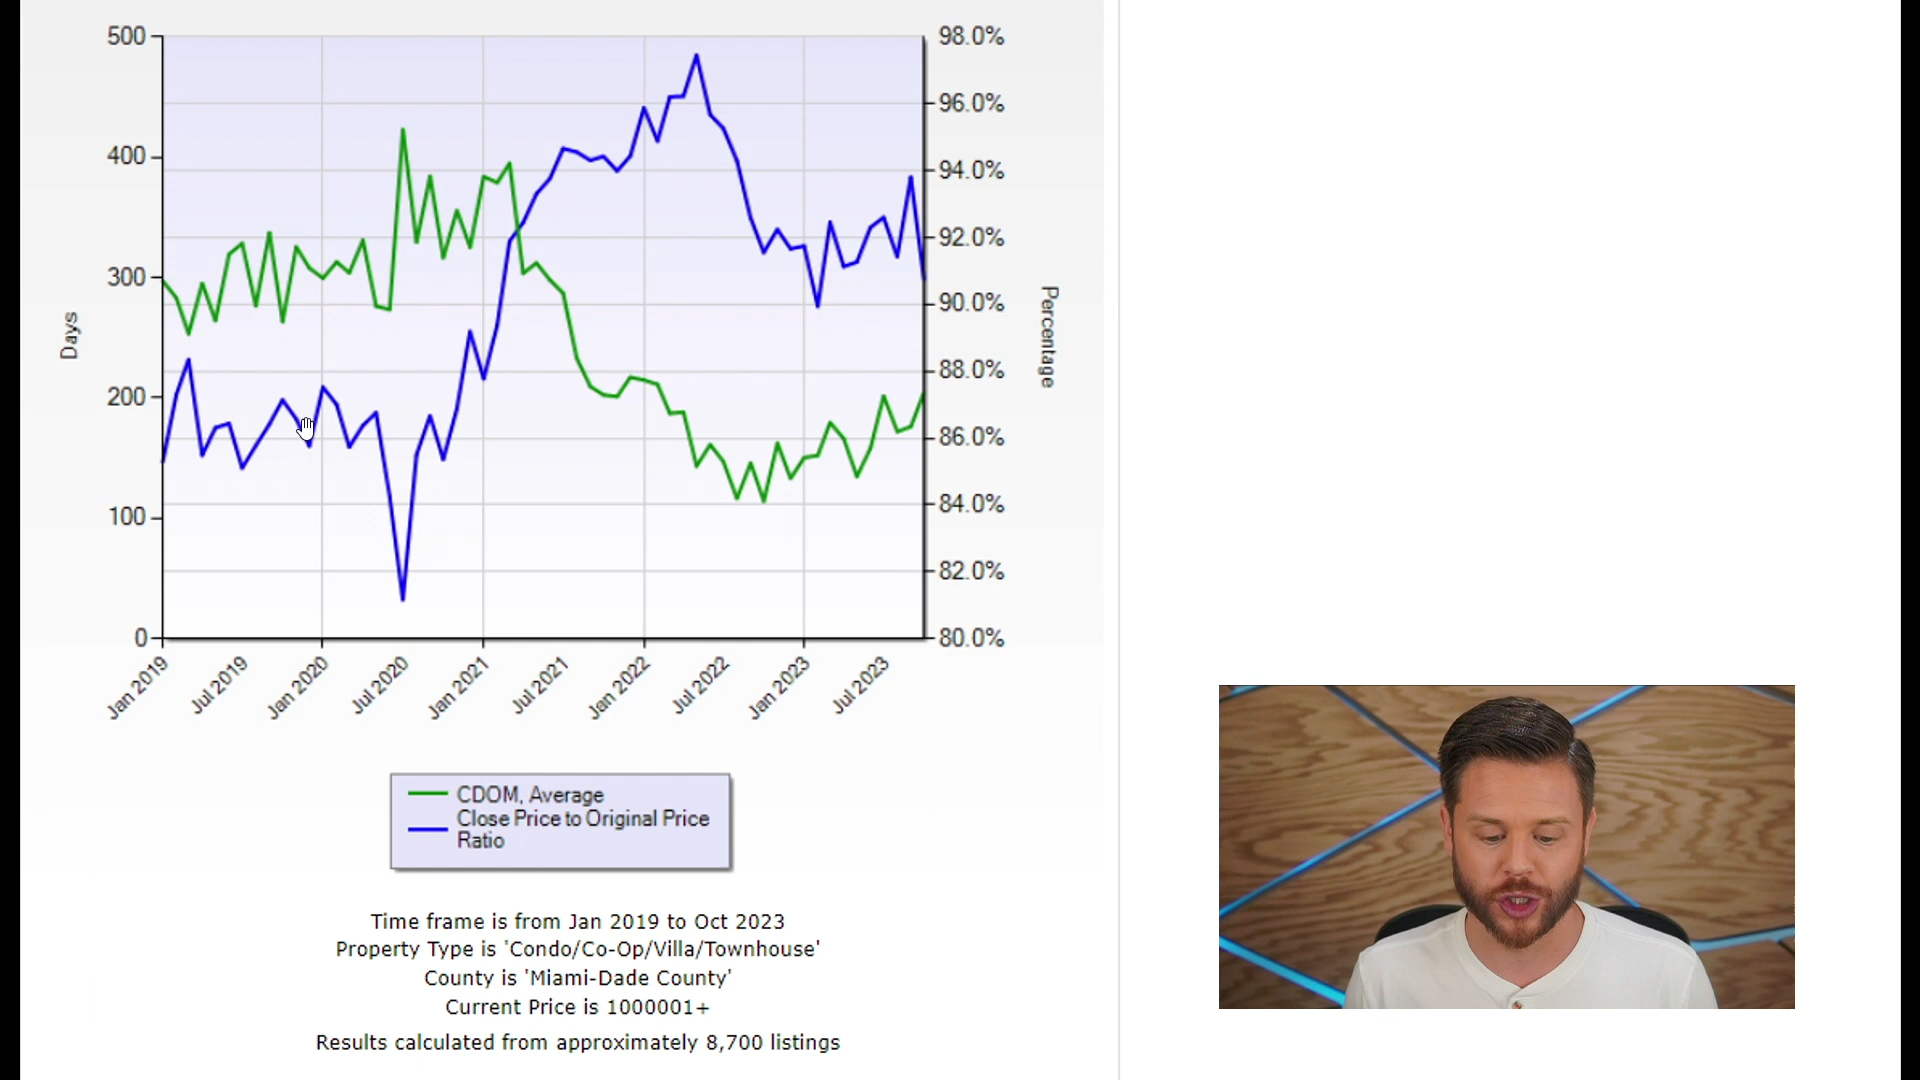 500
98.0%
96.0%
400
94.0%
92.0%
300
90.0%
Days
Percentage
88.0%
200
86.0%
100
84.0%
82.0%
0
80.0%
Jan 2019
Jul 2019
Jan 2020
Jul 2020
Jan 2021
Jul 2021
Jan 2022
Jul 2022
Jan 2023
Jul 2023
CDOM, Average
Close Price to Original Price
Ratio
Time frame is from Jan 2019 to Oct 2023
Property Type is 'Condo/Co-Op/Villa/Townhouse'
County is 'Miami-Dade County'
Current Price is 1000001+
Results calculated from approximately 8,700 listings